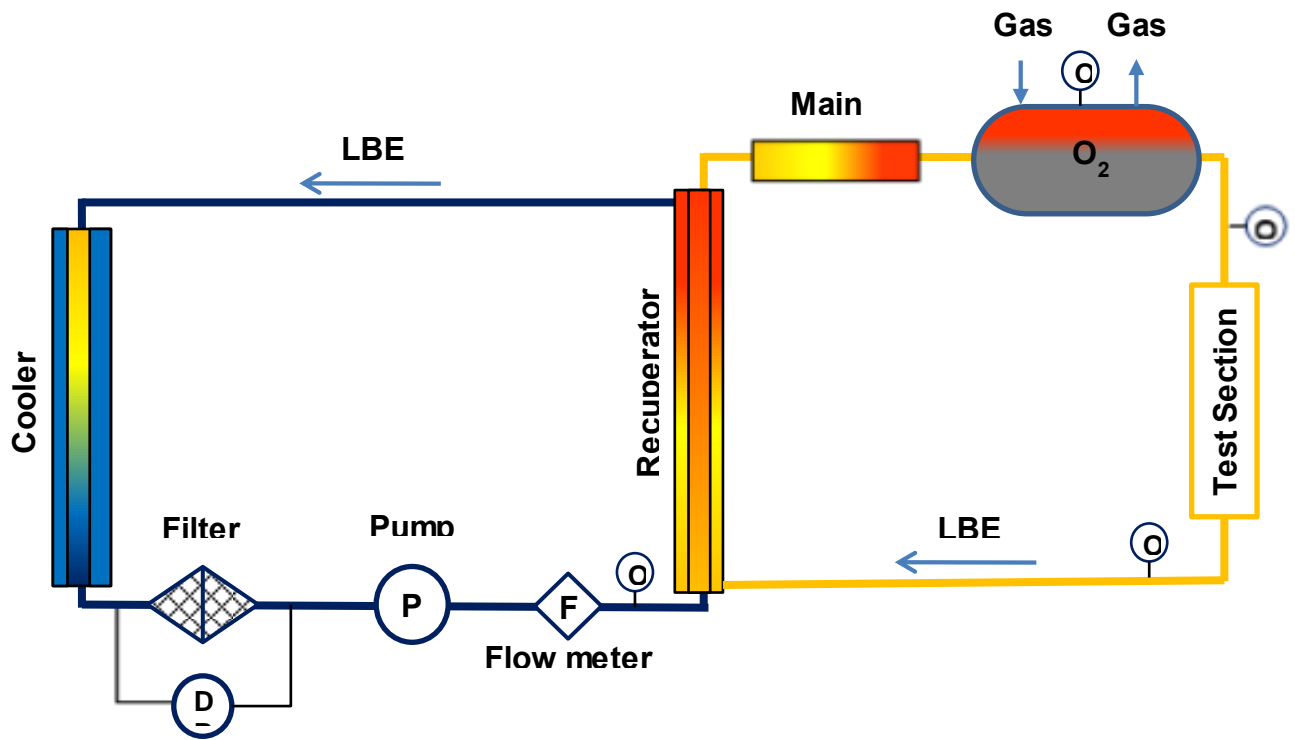 Gas Gas
O
Main
LBE
O2
O
Cooler
Recuperator
Test Section
Filter
Pump
LBE
O
O
P
F
Flow meter
D